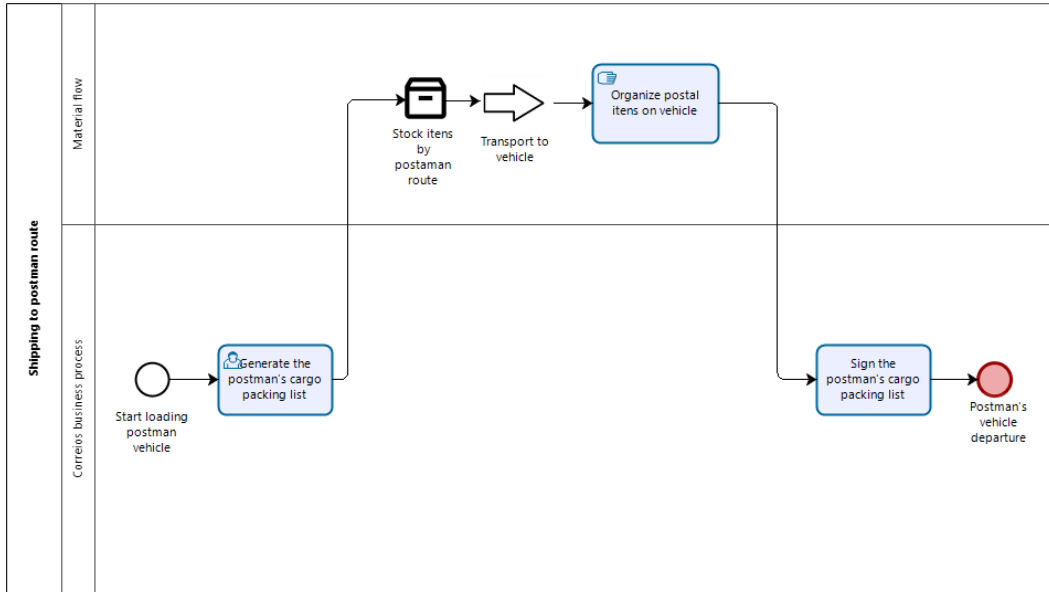 Shipping to postman route
Material flow
Stock itens
by
postaman
route
Transport to
vehicle
Organize postal
itens on vehicle
Correios business process
Start loading
postman
vehicle
Generate the
postman's cargo
packing list
Sign the
postman's cargo
packing list
Postman's
vehicle
departure